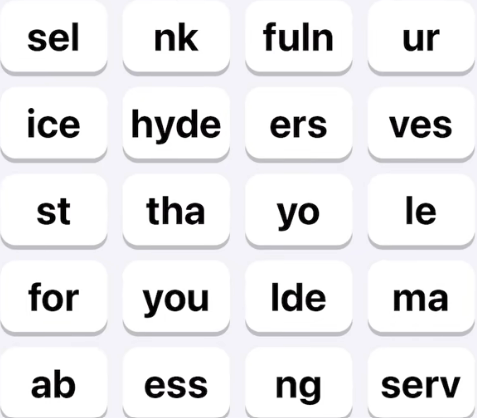 sel nk fuln ur
ice hyde ers ves
st tha yo le
for you lde ma
ab ess ng serv